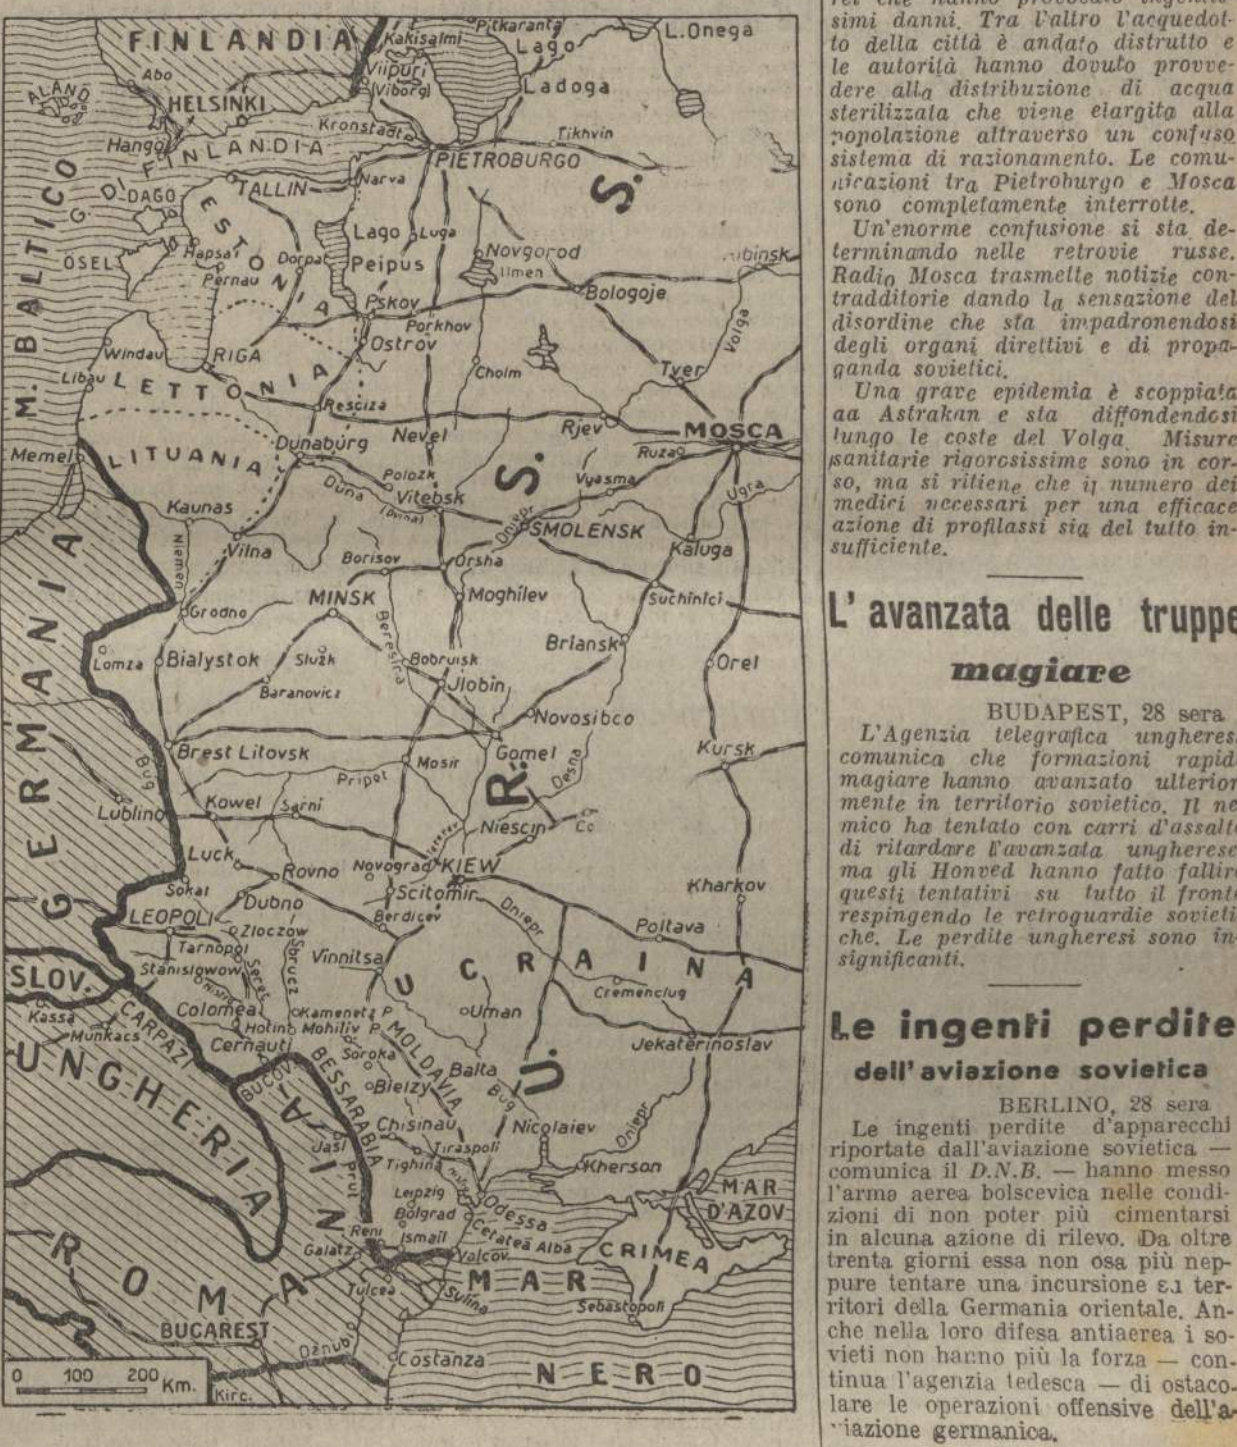 FINLANDIA
Kakisalmi
Pitkaranta
Lago
Ladoga
L.Onega
Viipuri
(Viborg)
Abo
ALAND
HELSINKI
Hango
G. DI FINLANDIA
Kronstadt
Tikhvin
PIETROBURGO
TALLIN
Narva
DAGO
ESTONIA
Hapsal
ÖSEL
Pernau
Dorpat
Lago
Peipus
Luga
Novgorod
Ilmen
Bologoje
Volga
Pskov
Porkhov
Ostrov
Cholm
Tver
M. BALTICO
Windau
RIGA
Libau
LETTONIA
Resciza
Rjev
MOSCA
Dunaburg
Nevel
Ruza
Memel
LITUANIA
Polozk
Duna
(Dvina)
Vitebsk
Vyasma
Ugra
Kaunas
Dniepr
SMOLENSK
Niemen
Vilna
Borisov
Orsha
Kaluga
Grodno
MINSK
Moghilev
Suchinici
Beresina
Briansk
Lomza
Bialystok
Služk
Bobruisk
Orel
Baranovicz
Jlobin
Novosibco
Brest Litovsk
Gomel
Kursk
Bug
Pripet
Mosir
Desna
Lublino
Kowel
Sarni
Niescin
Luck
Rovno
Novograd
KIEW
Sokal
Dubno
Scitomir
Kharkov
LEOPOLI
Zloczow
Berdicev
Dniepr
Poltava
Tarnopol
Sbrucz
Vinnitsa
UCRAINA
Stanislowow
Seret
Cremenciug
SLOV.
Kassa
Munkacs
CARPAZI
Colomea
Kamenetz P
Uman
Hotin
Mohiliv P.
Cernauti
Soroka
MOLDAVIA
Jekaterinoslav
GERMANIA
UNGHERIA
BUCOV.
BESSARABIA
Bielzy
Balta
Bug
Chisinau
Nicolaiev
Dniepr
Jasi
Tiraspoli
Tighina
Kherson
Prut
Leipzig
Bolgrad
Odessa
MAR
D'AZOV
Reni
Ismail
Cetatea Alba
Galatz
Valcov
CRIMEA
ROMANIA
Tulcea
Sulina
Sebastopoli
BUCAREST
Danub
Costanza
MAR
NERO
U. R. S. S.
0 100 200 Km.
Kirc.
simi danni. Tra l'altro l'acquedot-
to della città è andato distrutto e
le autorità hanno dovuto provve-
dere alla distribuzione di acqua
sterilizzata che viene elargita alla
popolazione attraverso un confuso
sistema di razionamento. Le comu-
nicazioni tra Pietroburgo e Mosca
sono completamente interrotte.
Un'enorme confusione si sta de-
terminando nelle retrovie russe.
Radio Mosca trasmette notizie con-
tradditorie dando la sensazione del
disordine che sta impadronendosi
degli organi direttivi e di propa-
ganda sovietici.
Una grave epidemia è scoppiata
aa Astrakan e sta diffondendosi
lungo le coste del Volga Misure
sanitarie rigorosissime sono in cor-
so, ma si ritiene che il numero dei
medici necessari per una efficace
azione di profilassi sia del tutto in-
sufficiente.
L'avanzata delle truppe
magiare
BUDAPEST, 28 sera
L'Agenzia telegrafica ungherese
comunica che formazioni rapid
magiare hanno avanzato ulterior
mente in territorio sovietico. Il ne
mico ha tentato con carri d'assalto
di ritardare l'avanzata ungherese
ma gli Honved hanno fatto fallire
questi tentativi su tutto il fronte
respingendo le retroguardie sovieti
che. Le perdite ungheresi sono in
significanti.
Le ingenti perdite
dell'aviazione sovietica
BERLINO, 28 sera
Le ingenti perdite d'apparecchi
riportate dall'aviazione sovietica —
comunica il D.N.B. — hanno messo
l'arma aerea bolscevica nelle condi-
zioni di non poter più cimentarsi
in alcuna azione di rilevo. Da oltre
trenta giorni essa non osa più nep-
pure tentare una incursione su ter-
ritori della Germania orientale. An-
che nella loro difesa antiaerea i so-
vieti non hanno più la forza — con-
tinua l'agenzia tedesca — di ostaco-
lare le operazioni offensive dell'a-
viazione germanica.